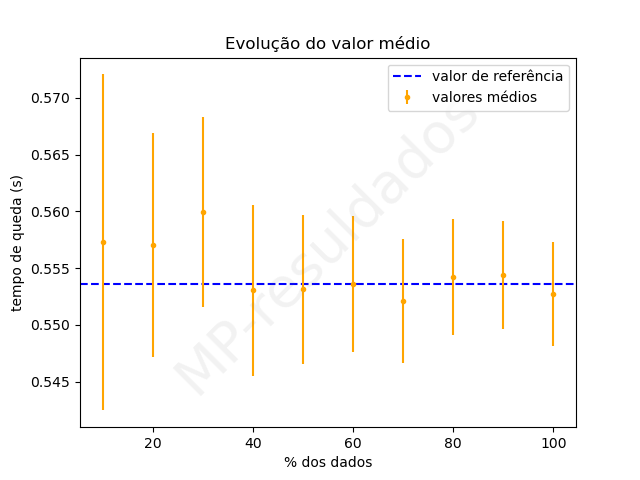 Evolução do valor médio
valor de referência
valores médios
0.570
0.565
0.560
0.555
0.550
0.545
tempo de queda (s)
20
40
60
80
100
% dos dados
MP-resuldados